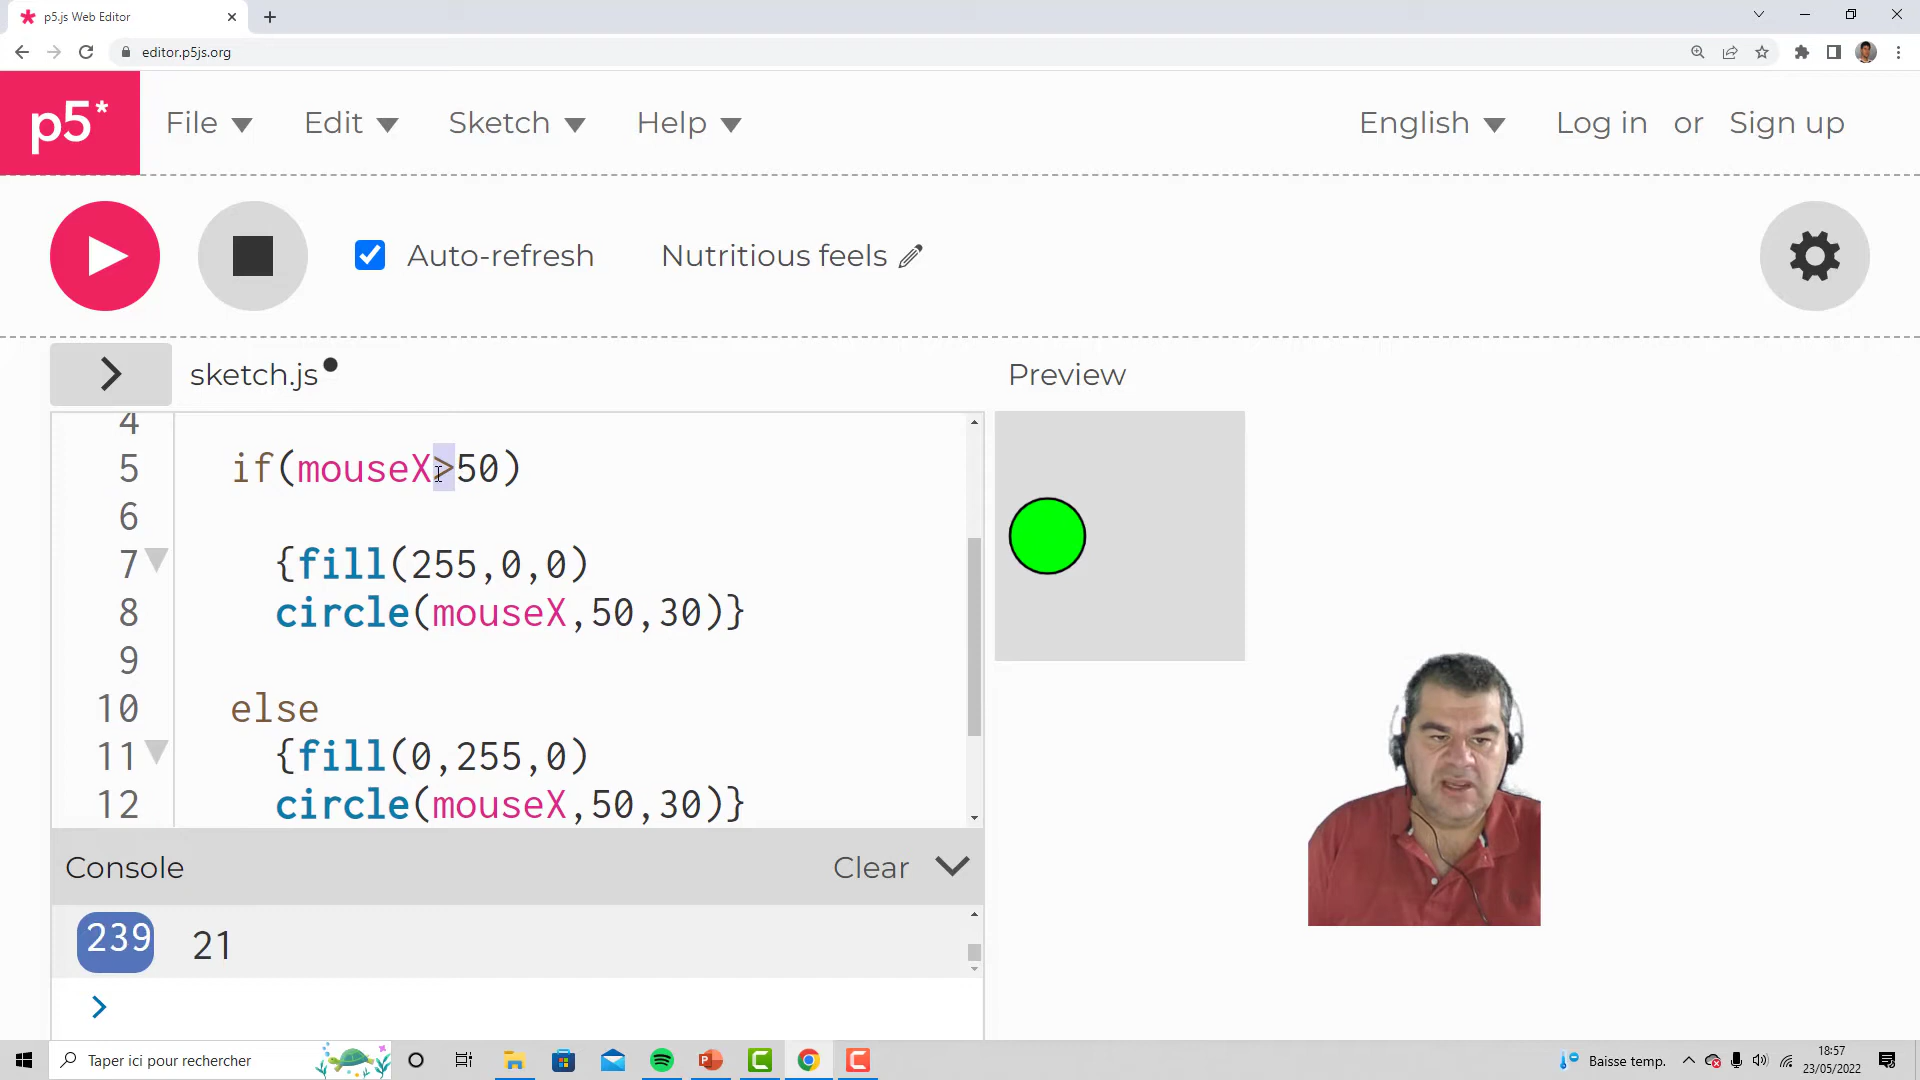 p5.js Web Editor
editor.p5js.org
p5* File Edit Sketch Help English Log in or Sign up
Auto-refresh Nutritious feels
sketch.js Preview
4
5 if(mouseX>50)
6
7 {fill(255,0,0)
8 circle(mouseX,50,30)}
9
10 else
11 {fill(0,255,0)
12 circle(mouseX,50,30)}
Console Clear
239 21
Taper ici pour rechercher Baisse temp. 18:57
23/05/2022